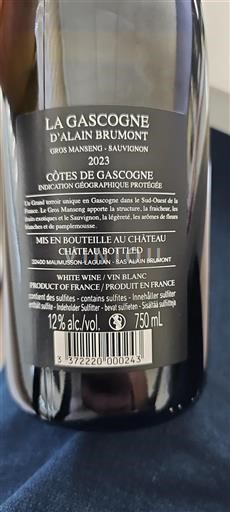 LA GASCOGNE
D'ALAIN BRUMONT
GROS MANSENG - SAUVIGNON
2023
CÔTES DE GASCOGNE
INDICATION GÉOGRAPHIQUE PROTÉGÉE
Un Grand terroir unique en Gascogne dans le Sud-Ouest de la
France. Le Gros Manseng apporte la structure, la fraicheur, les
fruits exotiques et le Sauvignon, la légèreté, les arômes de fleurs
blanches et de pamplemousse.
MIS EN BOUTEILLE AU CHÂTEAU
CHÂTEAU BOTTLED
32400 MAUMUSSON-LAGUIAN - SAS ALAIN BRUMONT
WHITE WINE / VIN BLANC
PRODUCT OF FRANCE / PRODUIT EN FRANCE
contient des sulfites - contains sulfites - Innehåller sulfiter
sulfit - Indeholder Sulfitter - bevat sulfieten -
12% alc./vol. 750 mL
3 372220 000243